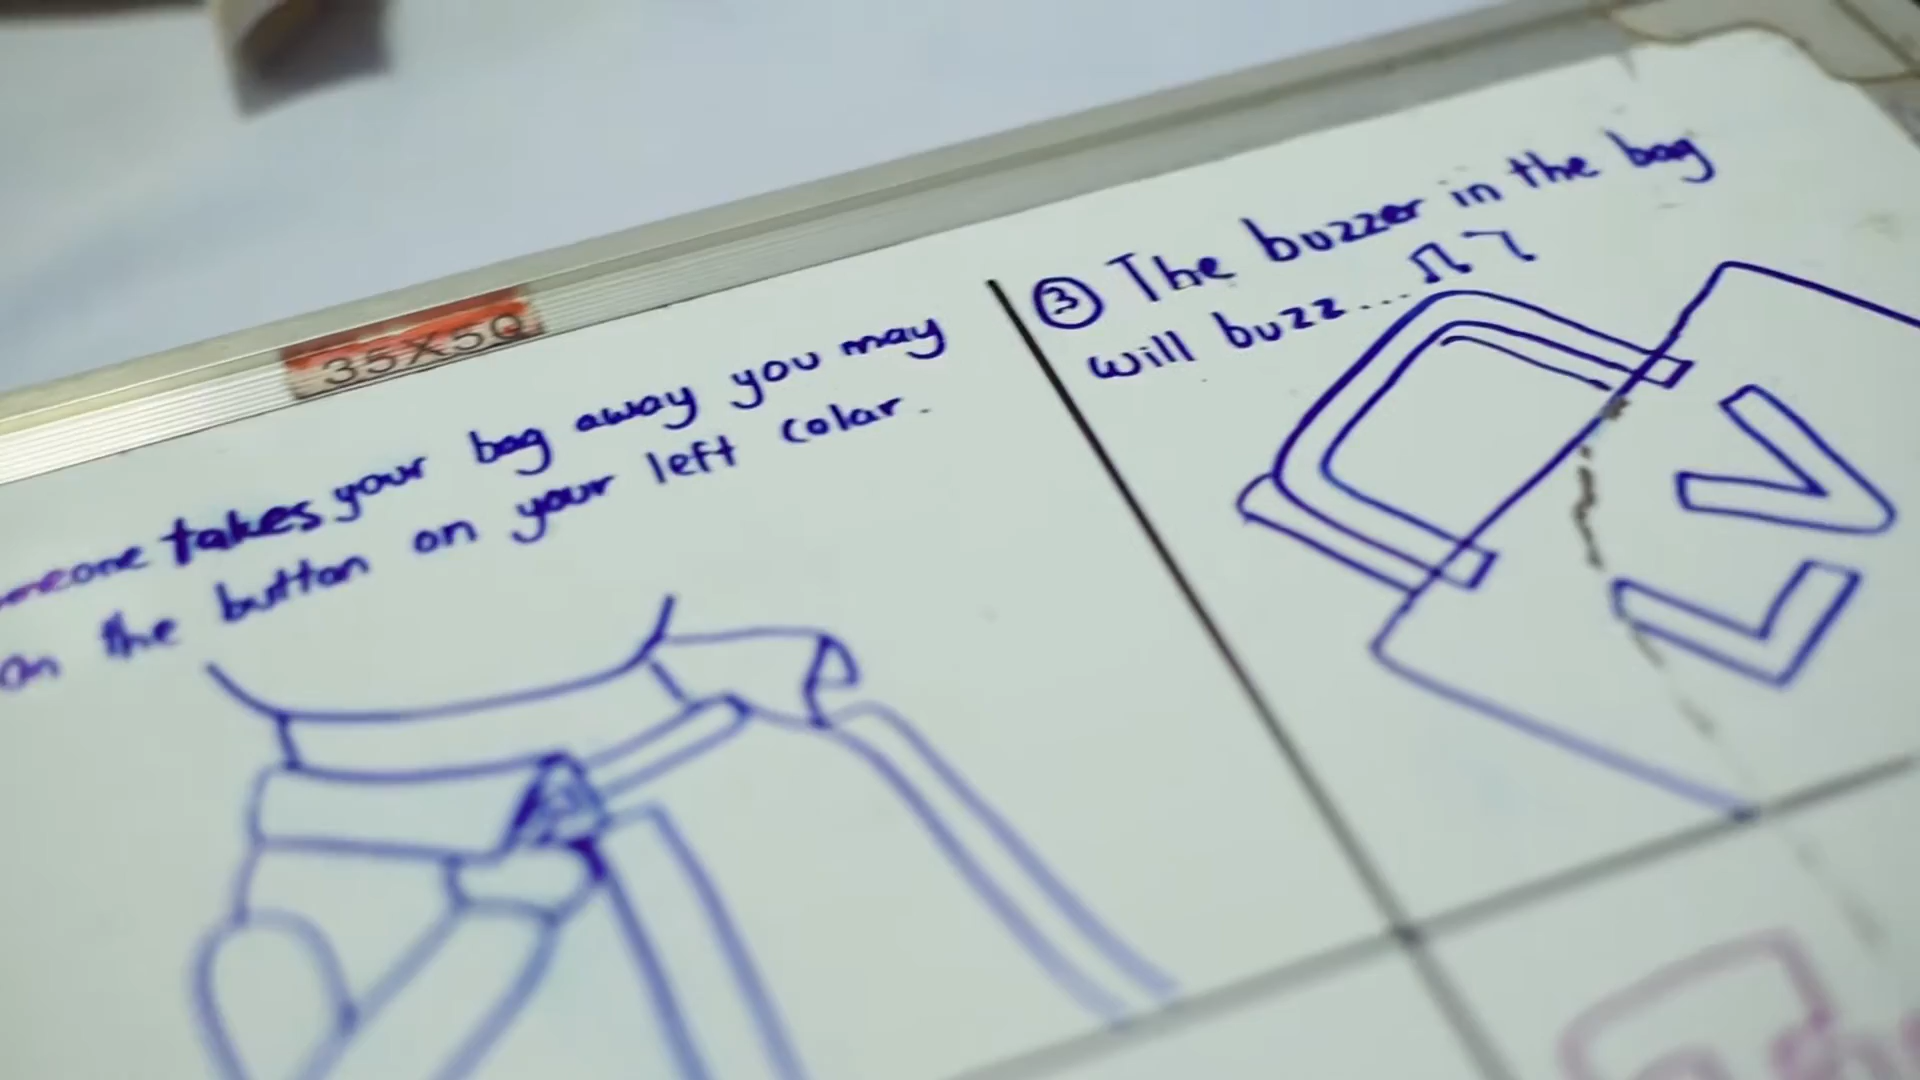 35X50
takes your bag away you may
on the button on your left colar.
③ The buzzer in the bag
will buzz...